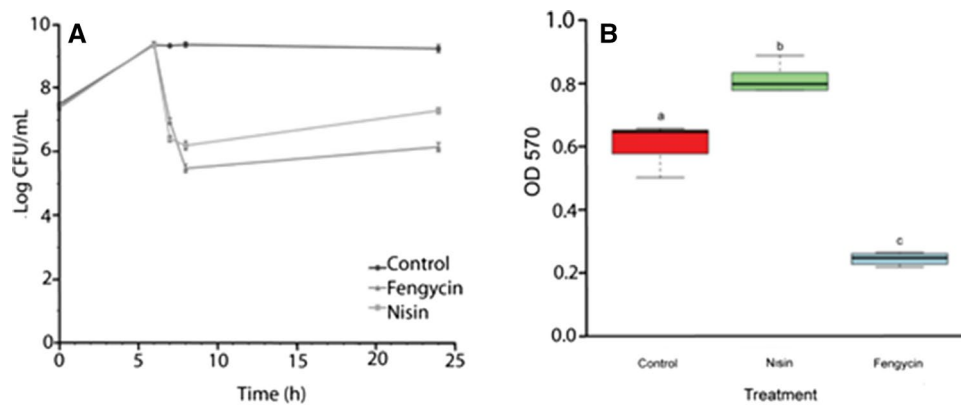 A
Log CFU/mL
10
8
6
4
2
0
0 5 10 15 20 25
Time (h)
Control
Fengycin
Nisin
B
OD 570
1.0
0.8
0.6
0.4
0.2
0.0
a
b
c
Control Nisin Fengycin
Treatment